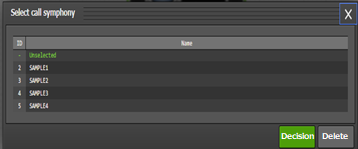 Select call symphony X
ID Name
- Unselected
2 SAMPLE1
3 SAMPLE2
4 SAMPLE3
5 SAMPLE4
Decision Delete